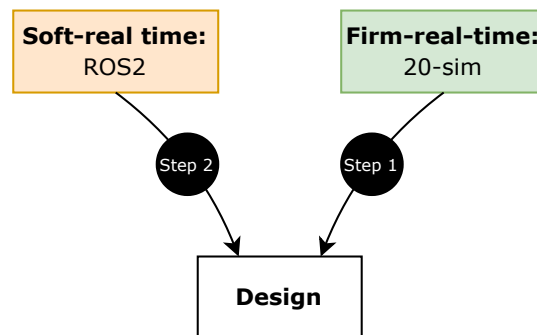 Soft-real time:
ROS2
Firm-real-time:
20-sim
Step 2
Step 1
Design